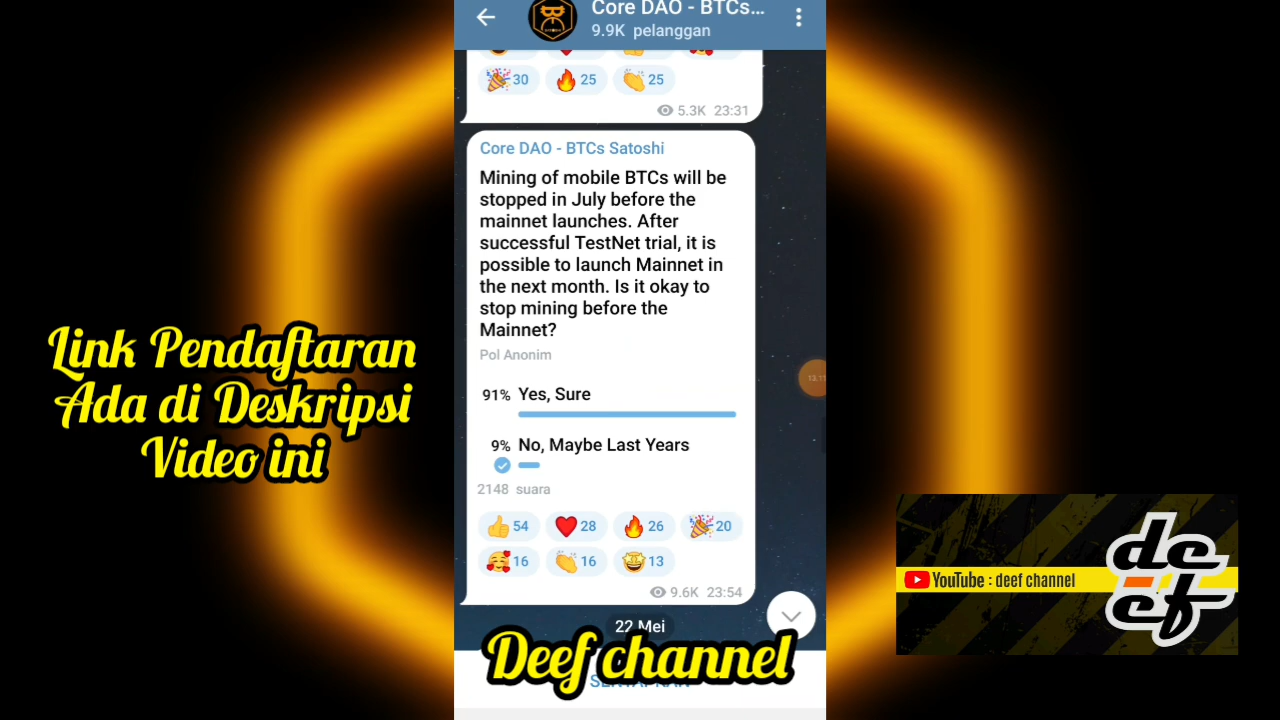 Core DAO - BTCs...
9.9K pelanggan
30 25 25
5.3K 23:31
Core DAO - BTCs Satoshi
Mining of mobile BTCs will be
stopped in July before the
mainnet launches. After
successful TestNet trial, it is
possible to launch Mainnet in
the next month. Is it okay to
stop mining before the
Mainnet?
Pol Anonim
91% Yes, Sure
9% No, Maybe Last Years
2148 suara
54 28 26 20
16 16 13
9.6K 23:54
22 Mei
Deef channel
Link Pendaftaran
Ada di Deskripsi
Video ini
13.11
YouTube : deef channel
de
ef